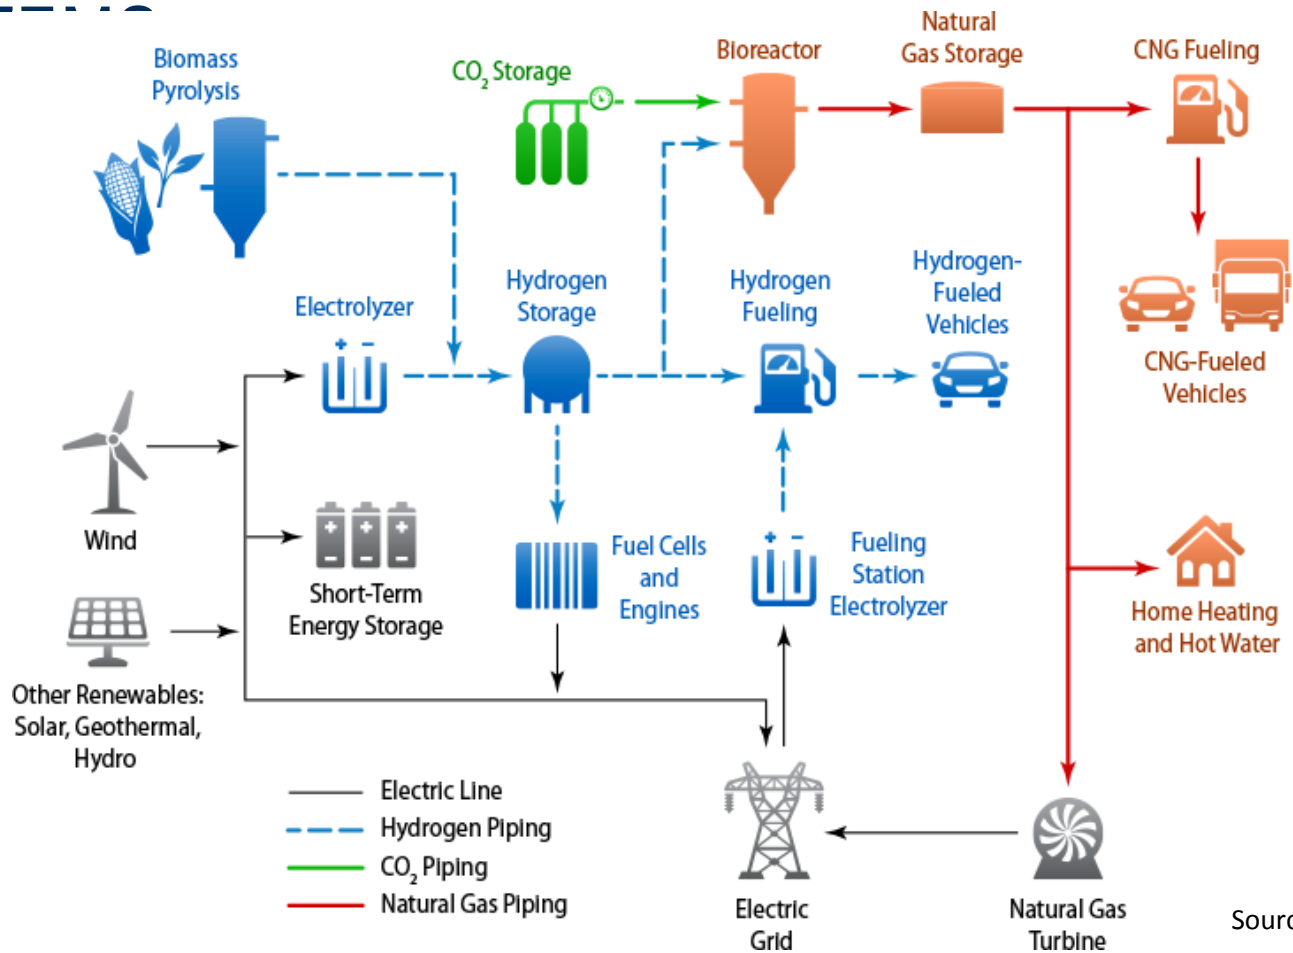 Biomass
Pyrolysis
CO₂ Storage
Bioreactor
Natural
Gas Storage
CNG Fueling
Electrolyzer
+ −
Hydrogen
Storage
Hydrogen
Fueling
Hydrogen-
Fueled
Vehicles
CNG-Fueled
Vehicles
Wind
+ + +
− − −
Short-Term
Energy Storage
Fuel Cells
and
Engines
+ −
Fueling
Station
Electrolyzer
Home Heating
and Hot Water
Other Renewables:
Solar, Geothermal,
Hydro
Electric Line
Hydrogen Piping
CO₂ Piping
Natural Gas Piping
Electric
Grid
Natural Gas
Turbine